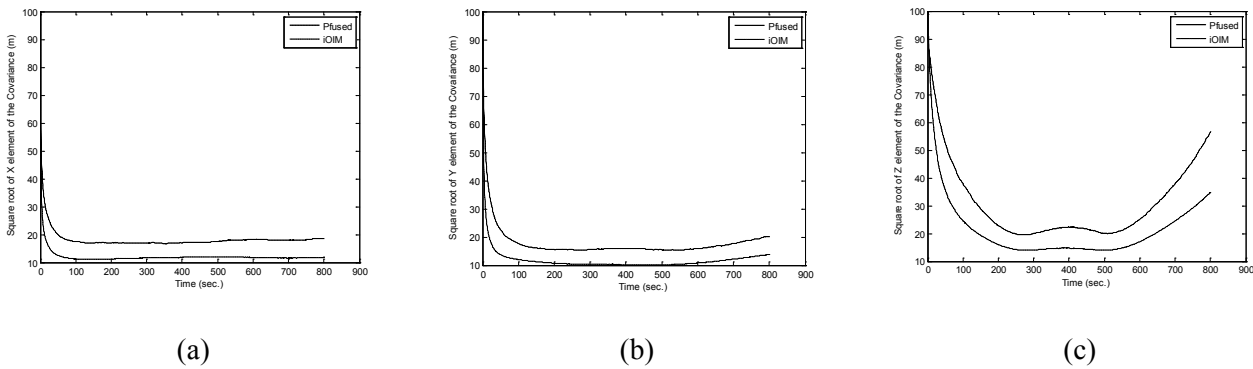 100
90
80
70
60
50
40
30
20
10
0 100 200 300 400 500 600 700 800 900
Time (sec.)
Square root of X element of the Covariance (m)
Pfused
iOIM
(a)
100
90
80
70
60
50
40
30
20
10
0 100 200 300 400 500 600 700 800 900
Time (sec.)
Square root of Y element of the Covariance (m)
Pfused
iOIM
(b)
100
90
80
70
60
50
40
30
20
10
0 100 200 300 400 500 600 700 800 900
Time (sec.)
Square root of Z element of the Covariance (m)
Pfused
iOIM
(c)